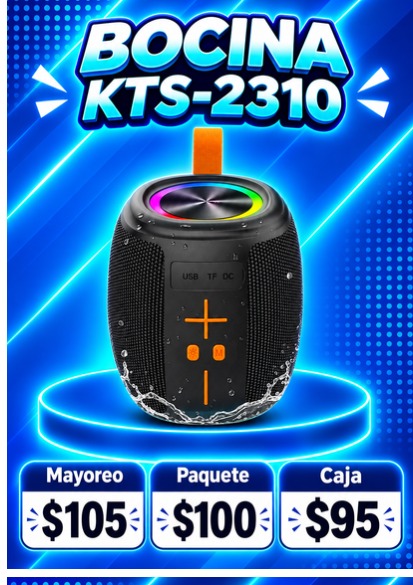 BOCINA
KTS-2310
USB TF DC
Mayoreo Paquete Caja
$105 $100 $95